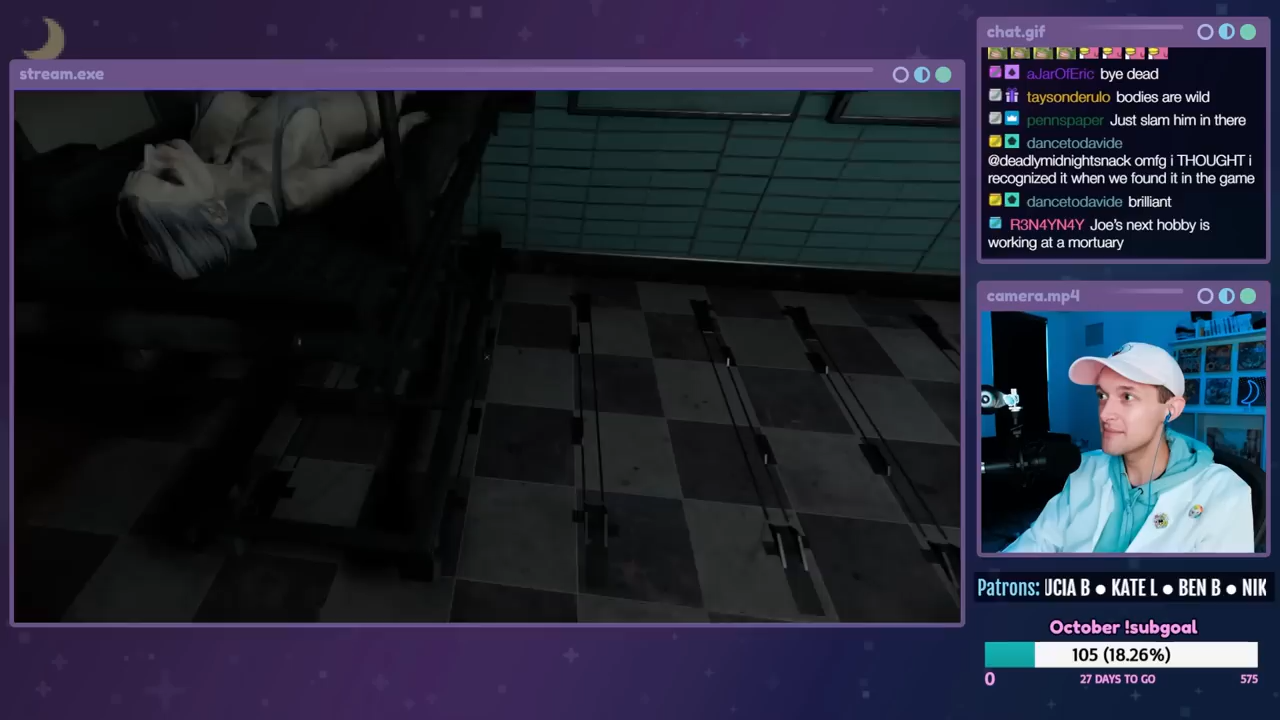 stream.exe
chat.gif
aJarOfEric bye dead
taysonderulo bodies are wild
pennspaper Just slam him in there
dancetodavide
@deadlymidnightsnack omfg i THOUGHT i
recognized it when we found it in the game
dancetodavide brilliant
R3N4YN4Y Joe's next hobby is
working at a mortuary
camera.mp4
Patrons: UCIA B ● KATE L ● BEN B ● NIK
October !subgoal
105 (18.26%)
0 27 DAYS TO GO 575